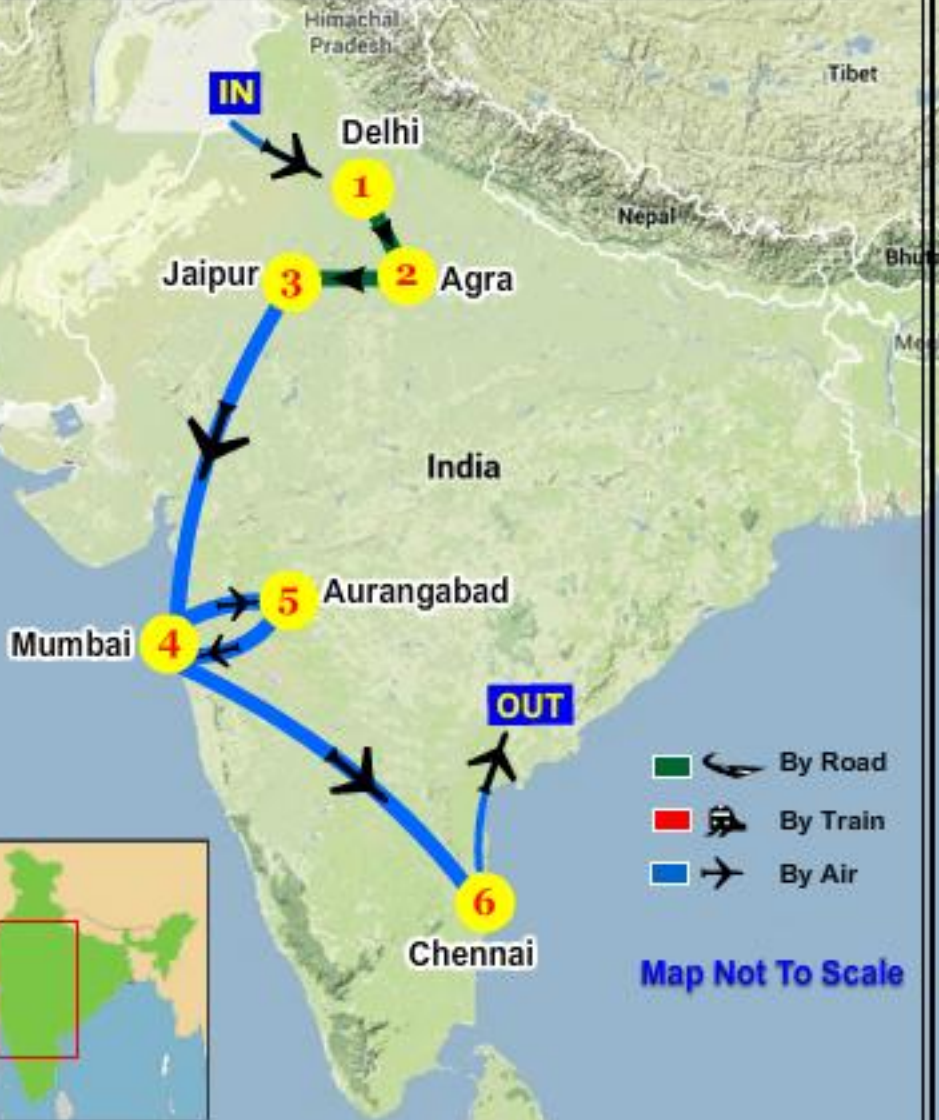 Himachal
Pradesh
Tibet
IN
Delhi
1
Nepal
Jaipur
3
2
Agra
India
5
Aurangabad
Mumbai
4
OUT
By Road
By Train
By Air
6
Chennai
Map Not To Scale